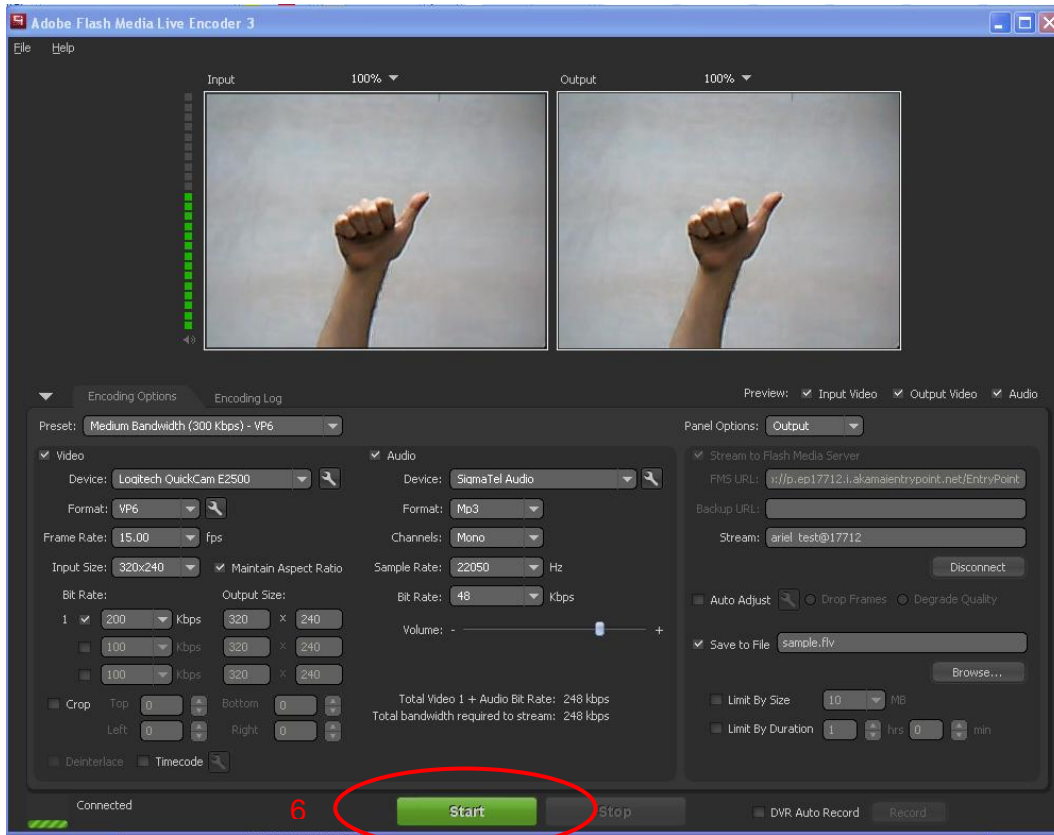 Adobe Flash Media Live Encoder 3
File Help
Input 100% Output 100%
Encoding Options Encoding Log
Preview: Input Video Output Video Audio
Preset: Medium Bandwidth (300 Kbps) - VP6
Panel Options: Output
Video
Device: Logitech QuickCam E2500
Format: VP6
Frame Rate: 15.00 fps
Input Size: 320x240 Maintain Aspect Ratio
Bit Rate: Output Size:
1 200 Kbps 320 x 240
100 Kbps 320 x 240
100 Kbps 320 x 240
Crop Top 0 Bottom 0
Left 0 Right 0
Deinterlace Timecode
Audio
Device: SigmaTel Audio
Format: Mp3
Channels: Mono
Sample Rate: 22050 Hz
Bit Rate: 48 Kbps
Volume: - +
Total Video 1 + Audio Bit Rate: 248 kbps
Total bandwidth required to stream: 248 kbps
Stream to Flash Media Server
FMS URL: ://p.ep17712.i.akamaientrypoint.net/EntryPoint
Backup URL:
Stream: ariel test@17712
Disconnect
Auto Adjust Drop Frames Degrade Quality
Save to File sample.flv
Browse...
Limit By Size 10 MB
Limit By Duration 1 hrs 0 min
Connected
6
Start Stop
DVR Auto Record Record